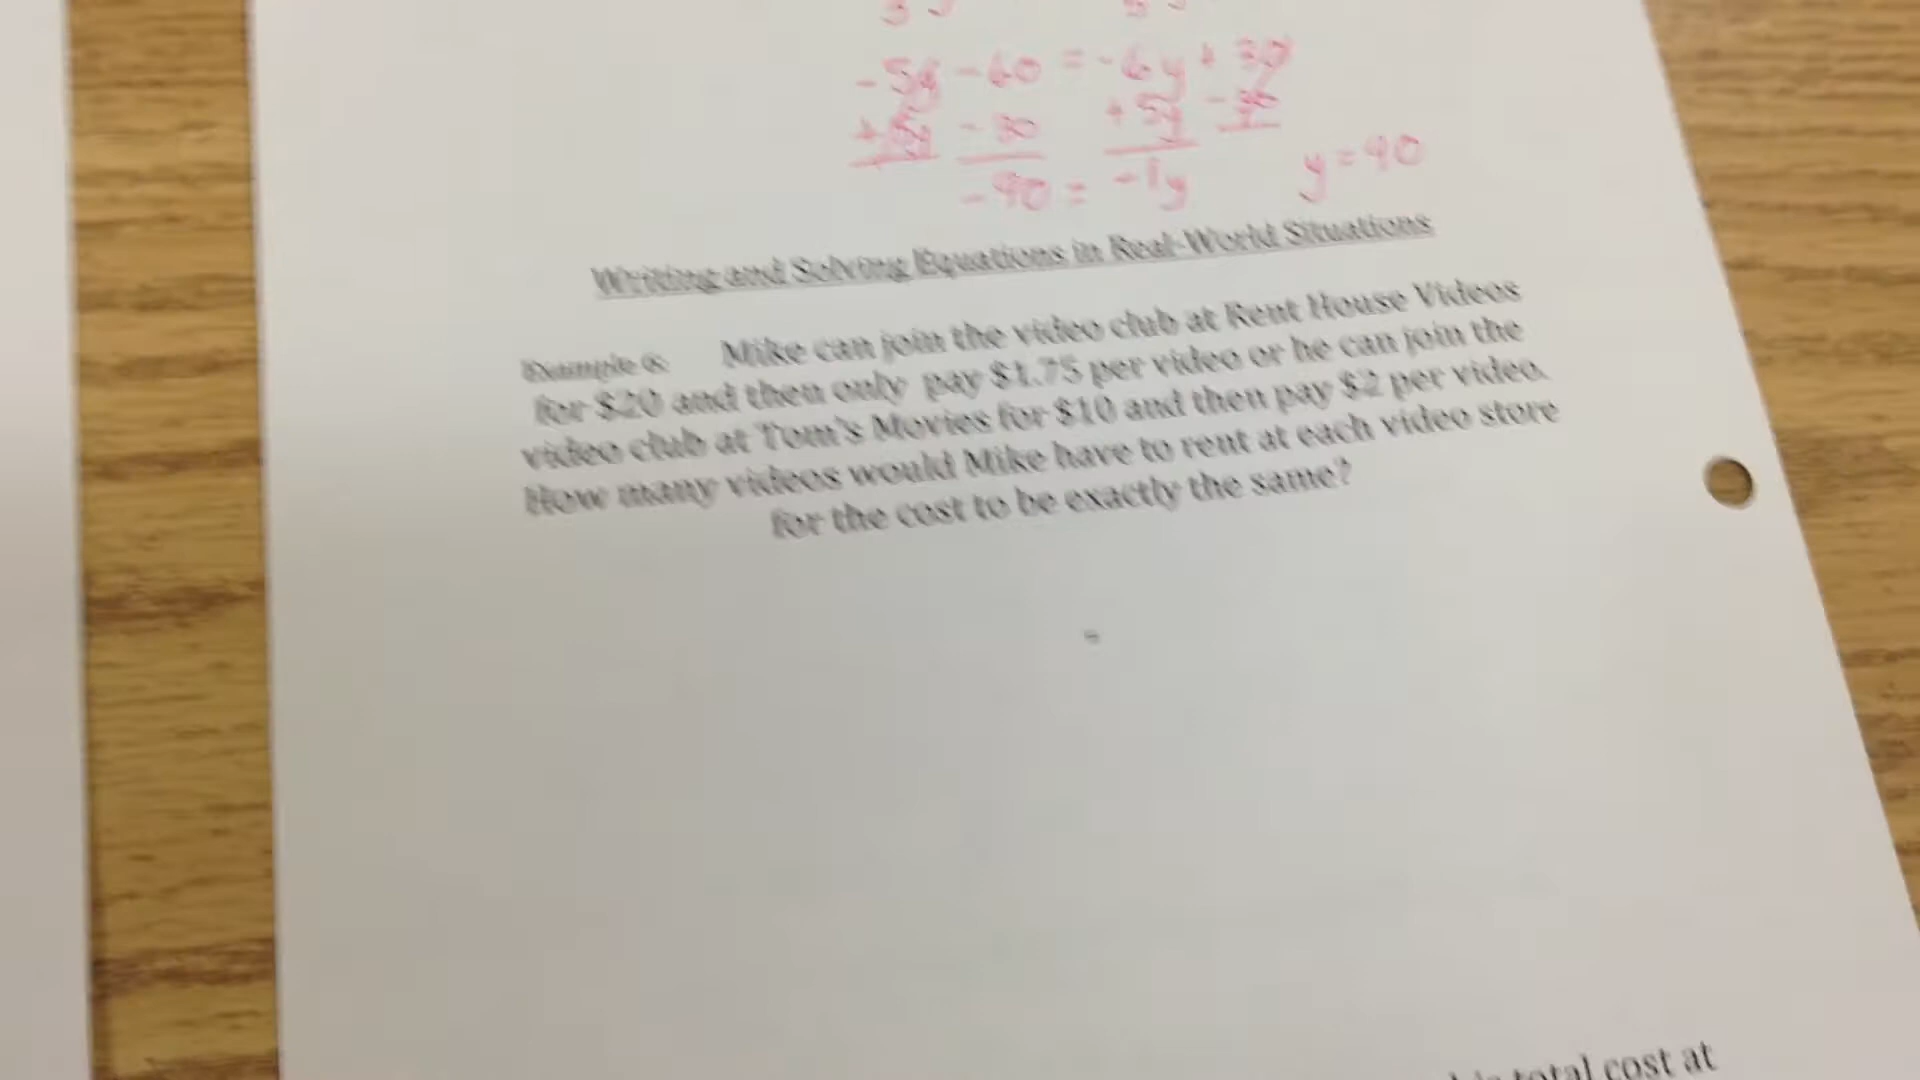 -5y -60 = -6y + 30
+5y -30 +5y -30
-90 = -1y y = 90
Writing and Solving Equations in Real-World Situations
Example 6: Mike can join the video club at Rent House Videos
for $20 and then only pay $1.75 per video or he can join the
video club at Tom's Movies for $10 and then pay $2 per video.
How many videos would Mike have to rent at each video store
for the cost to be exactly the same?
total cost at